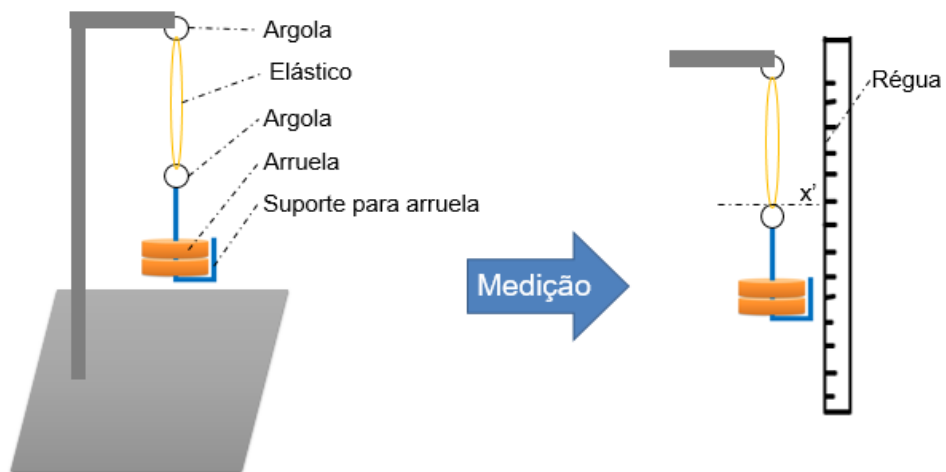 Argola
Elástico
Argola
Arruela
Suporte para arruela
Medição
Régua
x'